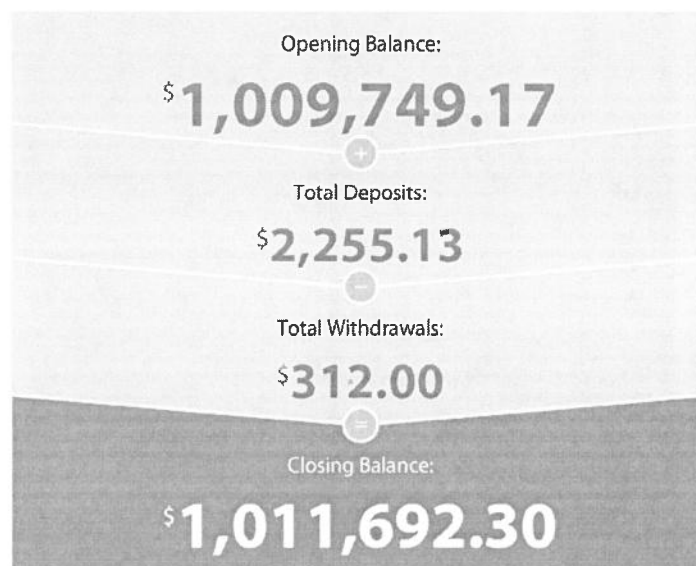 Opening Balance:
$1,009,749.17
+
Total Deposits:
$2,255.13
−
Total Withdrawals:
$312.00
=
Closing Balance:
$1,011,692.30